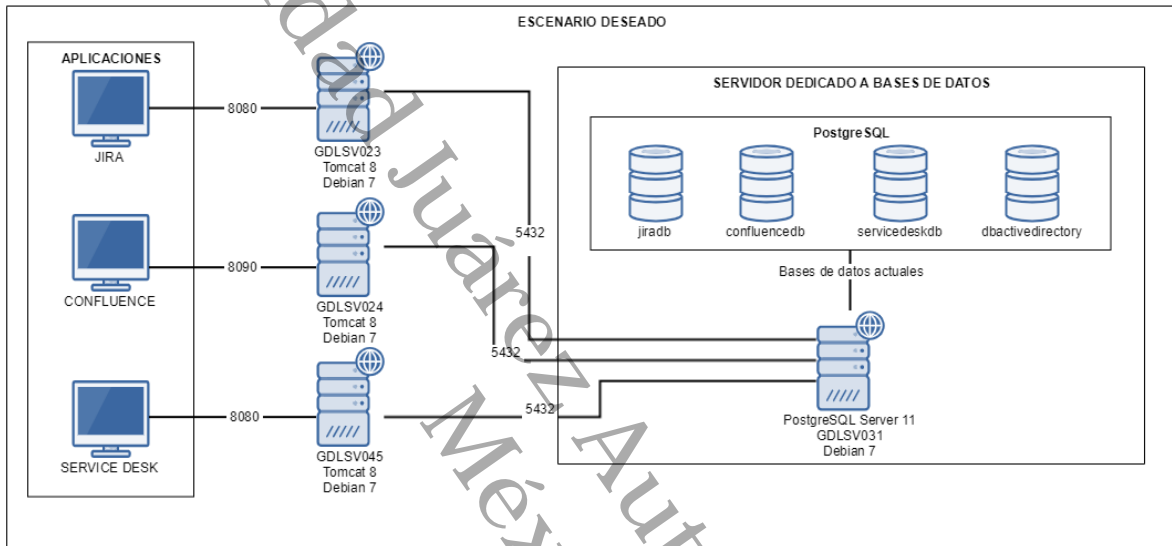 ESCENARIO DESEADO
APLICACIONES
JIRA
8080
GDLSV023
Tomcat 8
Debian 7
CONFLUENCE
8090
GDLSV024
Tomcat 8
Debian 7
SERVICE DESK
8080
GDLSV045
Tomcat 8
Debian 7
5432
5432
5432
SERVIDOR DEDICADO A BASES DE DATOS
PostgreSQL
jiradb
confluencedb
servicedeskdb
dbactivedirectory
Bases de datos actuales
PostgreSQL Server 11
GDLSV031
Debian 7
Juárez